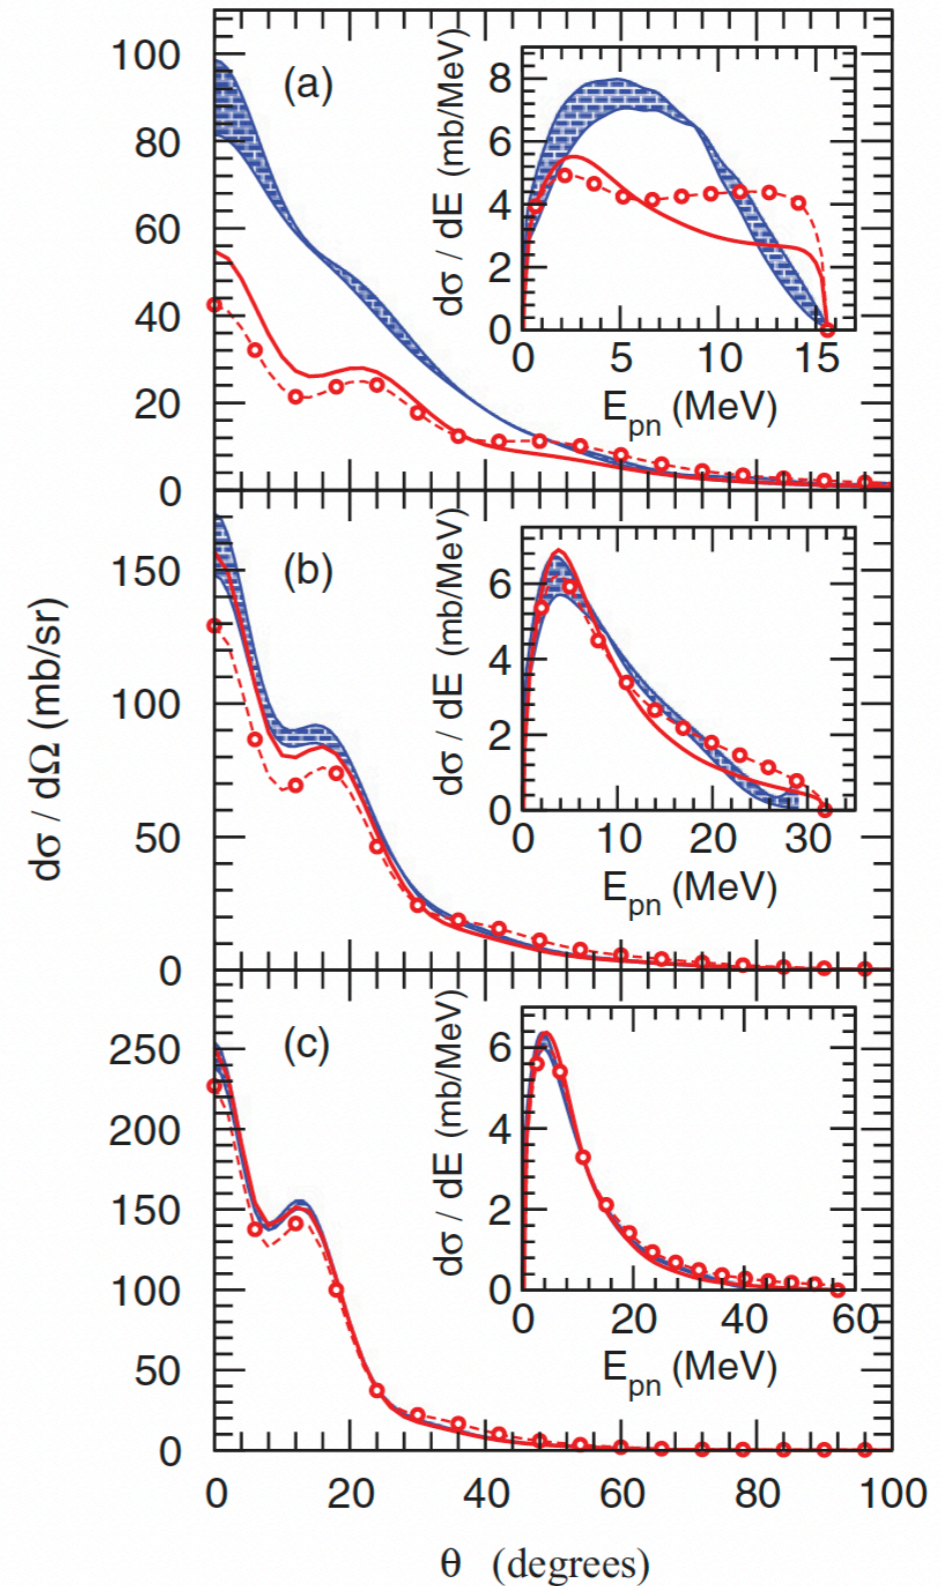 dσ / dΩ (mb/sr)
(a)
100
80
60
40
20
0
dσ / dE (mb/MeV)
8
6
4
2
0
0 5 10 15
E_pn (MeV)
(b)
150
100
50
0
dσ / dE (mb/MeV)
6
4
2
0
0 10 20 30
E_pn (MeV)
(c)
250
200
150
100
50
0
dσ / dE (mb/MeV)
6
4
2
0
0 20 40 60
E_pn (MeV)
0 20 40 60 80 100
θ (degrees)